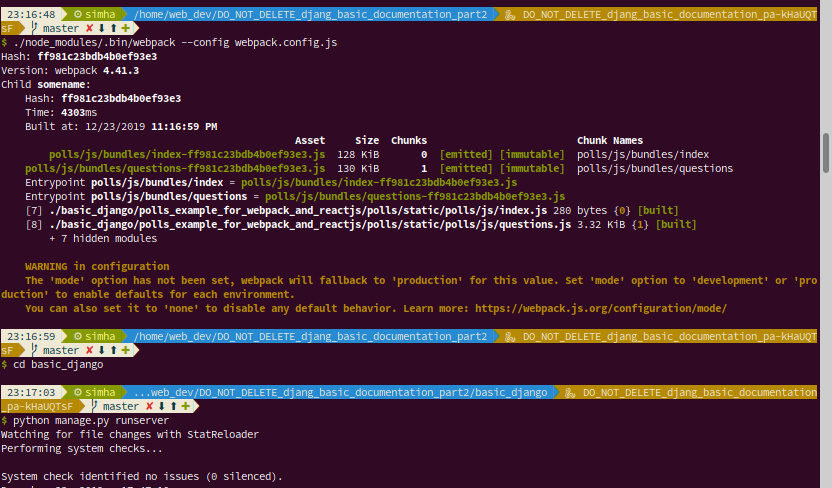 23:16:48 simha /home/web_dev/DO_NOT_DELETE_djang_basic_documentation_part2 DO_NOT_DELETE_djang_basic_documentation_pa-kHaUQT
sF master ✘ ⬇ ⬆ ✚
$ ./node_modules/.bin/webpack --config webpack.config.js
Hash: ff981c23bdb4b0ef93e3
Version: webpack 4.41.3
Child somename:
Hash: ff981c23bdb4b0ef93e3
Time: 4303ms
Built at: 12/23/2019 11:16:59 PM
Asset Size Chunks Chunk Names
polls/js/bundles/index-ff981c23bdb4b0ef93e3.js 128 KiB 0 [emitted] [immutable] polls/js/bundles/index
polls/js/bundles/questions-ff981c23bdb4b0ef93e3.js 130 KiB 1 [emitted] [immutable] polls/js/bundles/questions
Entrypoint polls/js/bundles/index = polls/js/bundles/index-ff981c23bdb4b0ef93e3.js
Entrypoint polls/js/bundles/questions = polls/js/bundles/questions-ff981c23bdb4b0ef93e3.js
[7] ./basic_django/polls_example_for_webpack_and_reactjs/polls/static/polls/js/index.js 280 bytes {0} [built]
[8] ./basic_django/polls_example_for_webpack_and_reactjs/polls/static/polls/js/questions.js 3.32 KiB {1} [built]
+ 7 hidden modules
WARNING in configuration
The 'mode' option has not been set, webpack will fallback to 'production' for this value. Set 'mode' option to 'development' or 'pro
duction' to enable defaults for each environment.
You can also set it to 'none' to disable any default behavior. Learn more: https://webpack.js.org/configuration/mode/
23:16:59 simha /home/web_dev/DO_NOT_DELETE_djang_basic_documentation_part2 DO_NOT_DELETE_djang_basic_documentation_pa-kHaUQT
sF master ✘ ⬇ ⬆ ✚
$ cd basic_django
23:17:03 simha ...web_dev/DO_NOT_DELETE_djang_basic_documentation_part2/basic_django DO_NOT_DELETE_djang_basic_documentation
_pa-kHaUQTsF master ✘ ⬇ ⬆ ✚
$ python manage.py runserver
Watching for file changes with StatReloader
Performing system checks...
System check identified no issues (0 silenced).